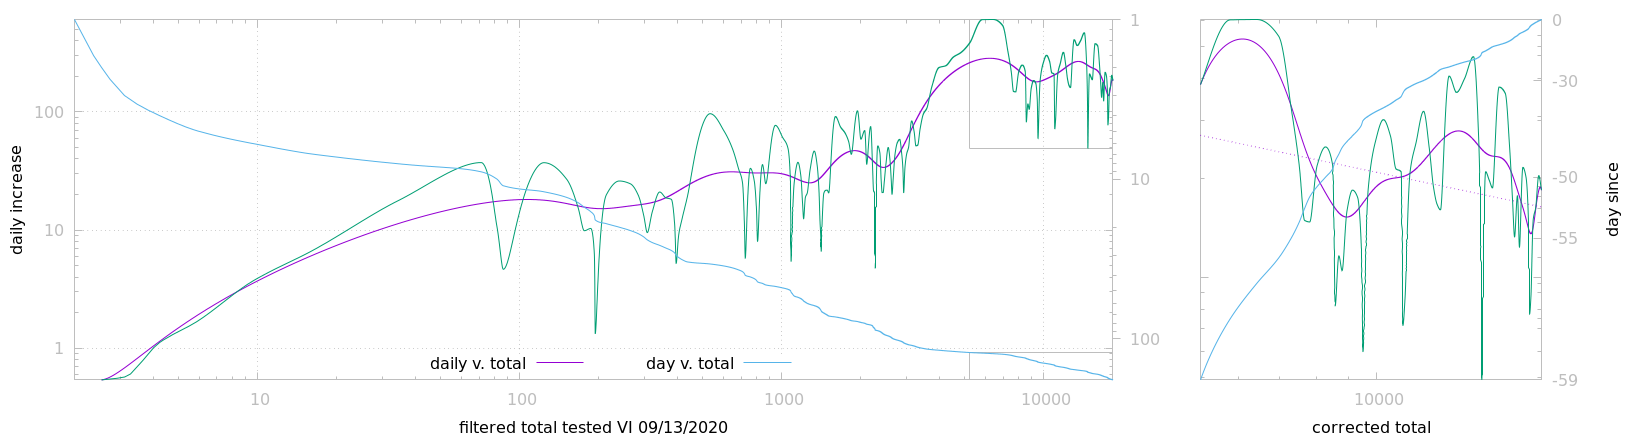 daily increase
100
10
1
10
100
1000
10000
filtered total tested VI 09/13/2020
daily v. total
day v. total
1
10
100
10000
corrected total
0
-30
-50
-55
-59
day since